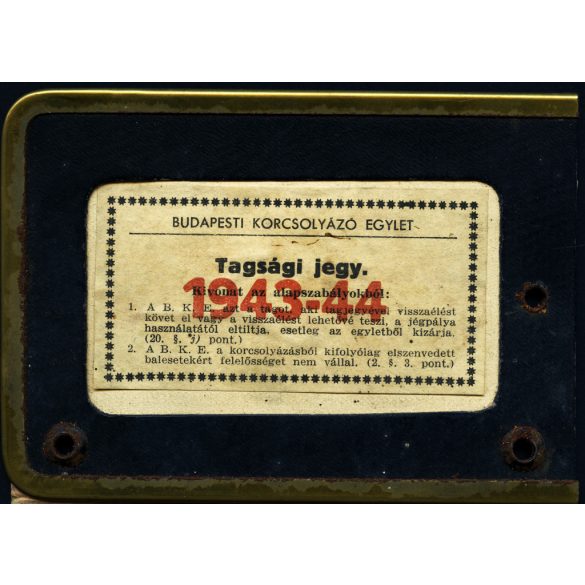 BUDAPESTI KORCSOLYÁZÓ EGYLET
Tagsági jegy.
1943-44
Kivonat az alapszabályokból:
1. A B. K. E. azt a tagot, aki tagjegyével visszaélést
követ el vagy a visszaélést lehetővé teszi, a jégpálya
használatától eltiltja, esetleg az egyletből kizárja.
(20. §. 3) pont.)
2. A B. K. E. a korcsolyázásból kifolyólag elszenvedett
balesetekért felelősséget nem vállal. (2. §. 3. pont.)